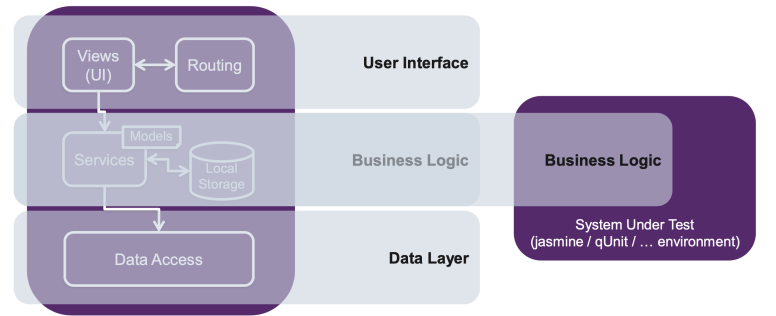 Views
(UI)
Routing
User Interface
Models
Services
Local
Storage
Business Logic
Business Logic
System Under Test
(jasmine / qUnit / … environment)
Data Access
Data Layer